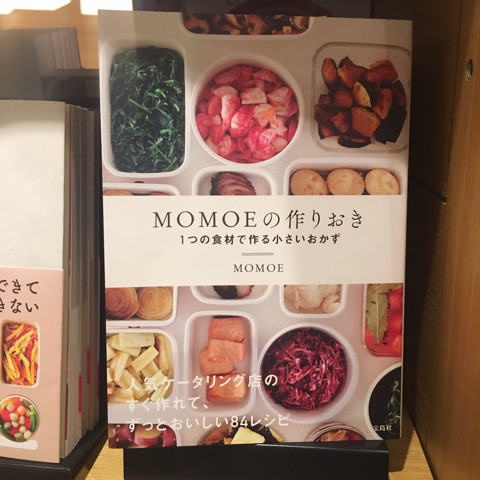 MOMOEの作りおき
1つの食材で作る小さいおかず
MOMOE
人気ケータリング店の
すぐ作れて、
ずっとおいしい84レシピ
宝島社
できて
きない